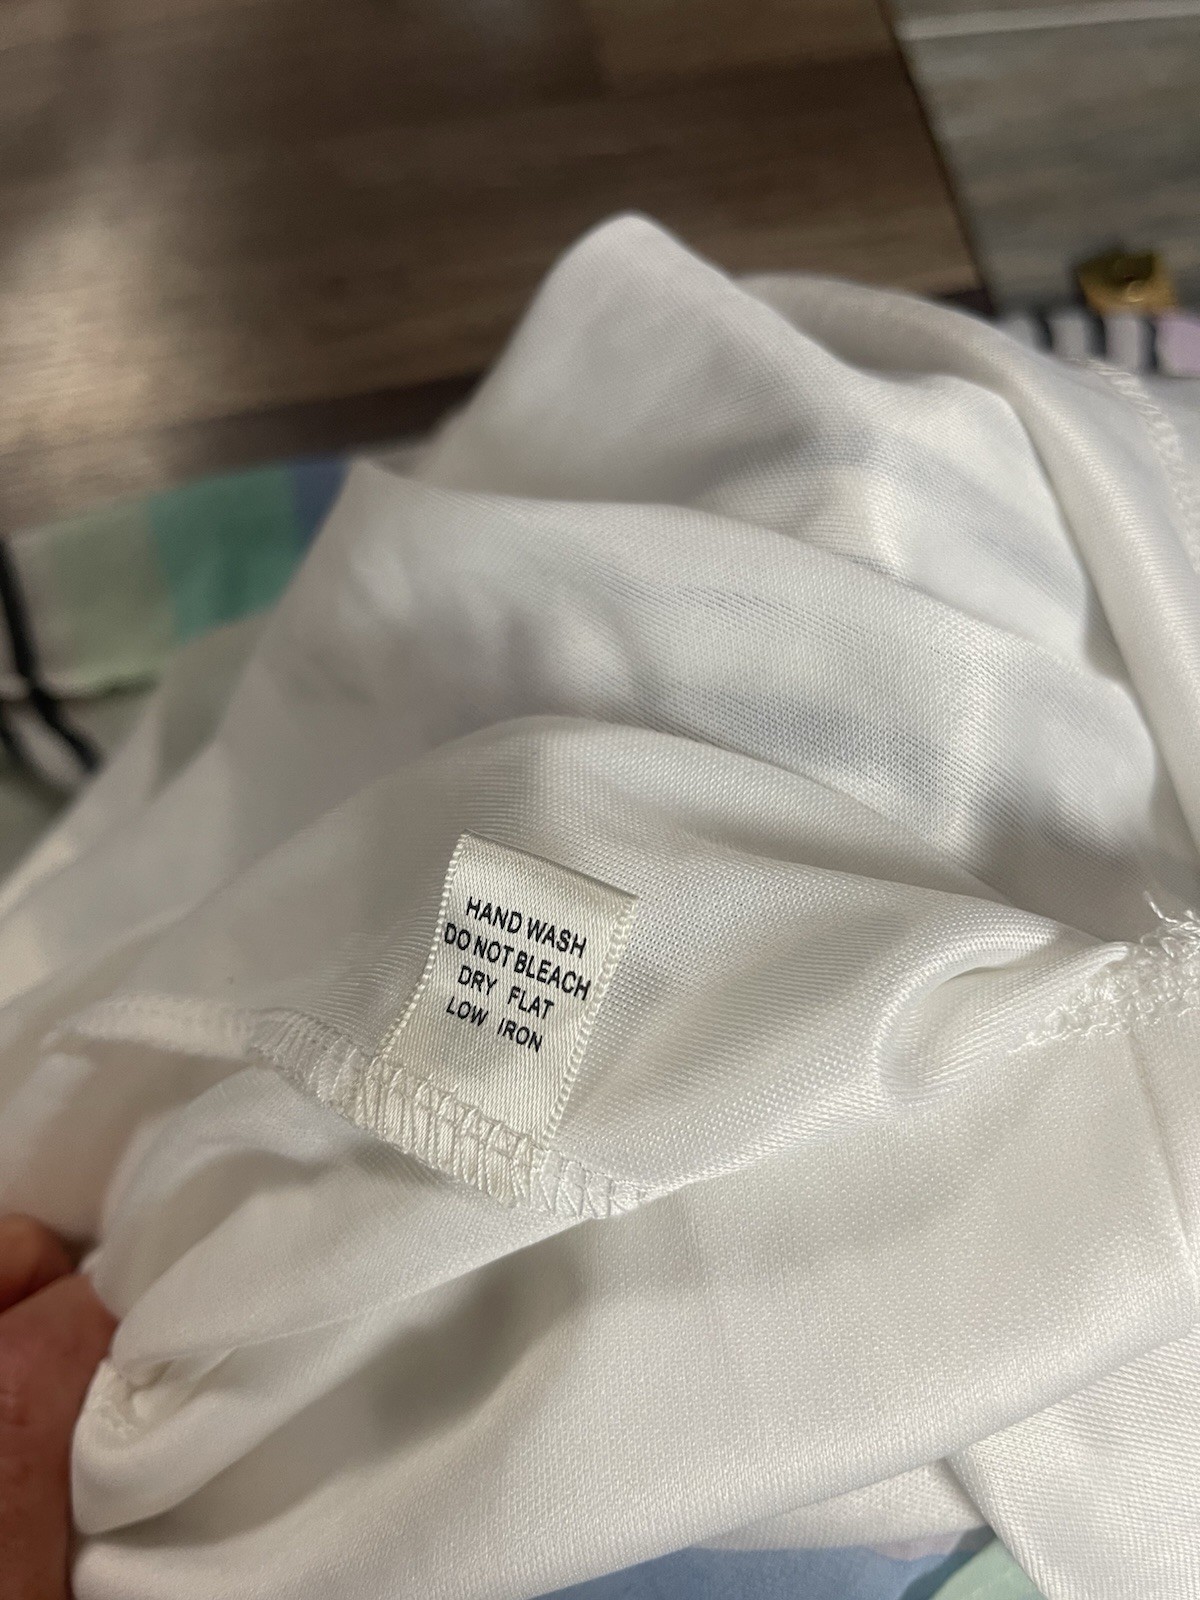 HAND WASH
DO NOT BLEACH
DRY FLAT
LOW IRON